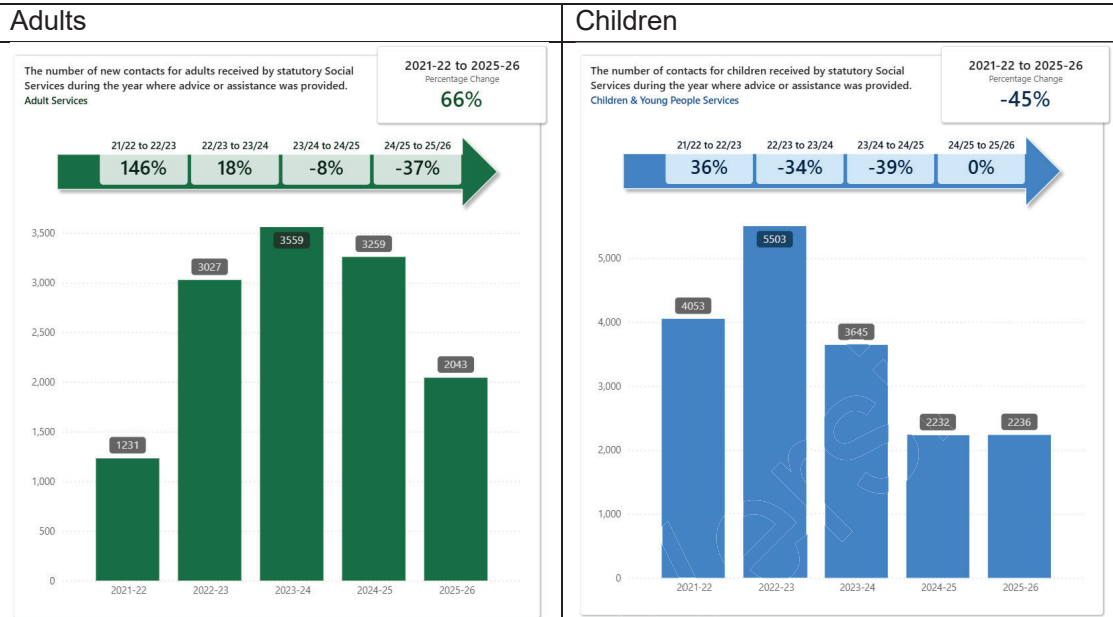 Adults
The number of new contacts for adults received by statutory Social
Services during the year where advice or assistance was provided.
Adult Services
2021-22 to 2025-26
Percentage Change
66%
21/22 to 22/23 22/23 to 23/24 23/24 to 24/25 24/25 to 25/26
146% 18% -8% -37%
3,500
3,000
2,500
2,000
1,500
1,000
500
0
1231
3027
3559
3259
2043
2021-22 2022-23 2023-24 2024-25 2025-26
Children
The number of contacts for children received by statutory Social
Services during the year where advice or assistance was provided.
Children & Young People Services
2021-22 to 2025-26
Percentage Change
-45%
21/22 to 22/23 22/23 to 23/24 23/24 to 24/25 24/25 to 25/26
36% -34% -39% 0%
5,000
4,000
3,000
2,000
1,000
0
4053
5503
3645
2232
2236
2021-22 2022-23 2023-24 2024-25 2025-26